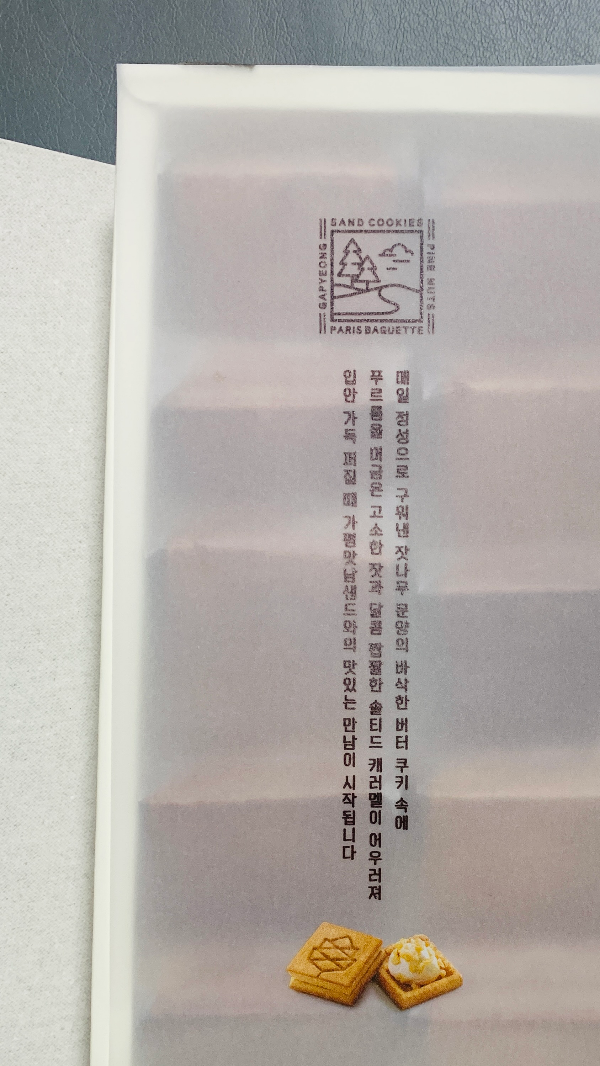 SAND COOKIES
GAPYEONG
PINE NUTS
PARIS BAGUETTE
매일 정성으로 구워낸 잣나무 문양의 바삭한 버터 쿠키 속에
푸르름을 머금은 고소한 잣과 달콤 짭짤한 솔티드 캐러멜이 어우러져
입안 가득 퍼질 때 가평맛남샌드와의 맛있는 만남이 시작됩니다